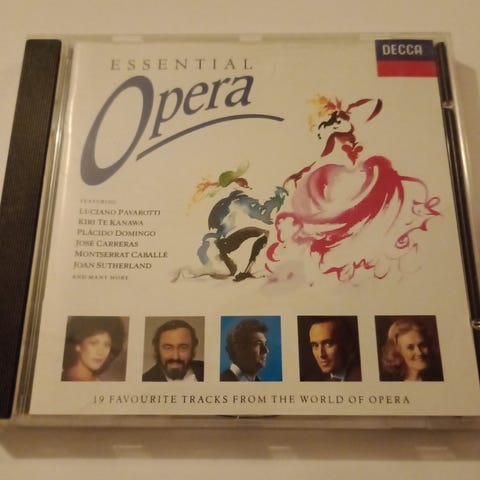 ESSENTIAL
Opera
DECCA
FEATURING
LUCIANO PAVAROTTI
KIRI TE KANAWA
PLÁCIDO DOMINGO
JOSÉ CARRERAS
MONTSERRAT CABALLÉ
JOAN SUTHERLAND
AND MANY MORE
19 FAVOURITE TRACKS FROM THE WORLD OF OPERA